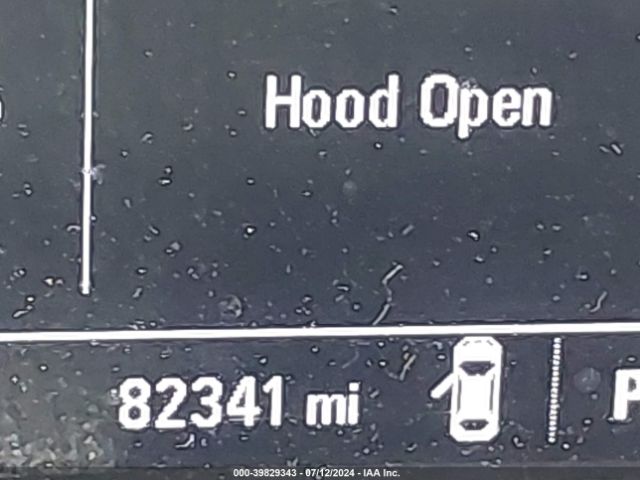 Hood Open
82341 mi
P
000-39829343 - 07/12/2024 - IAA Inc.